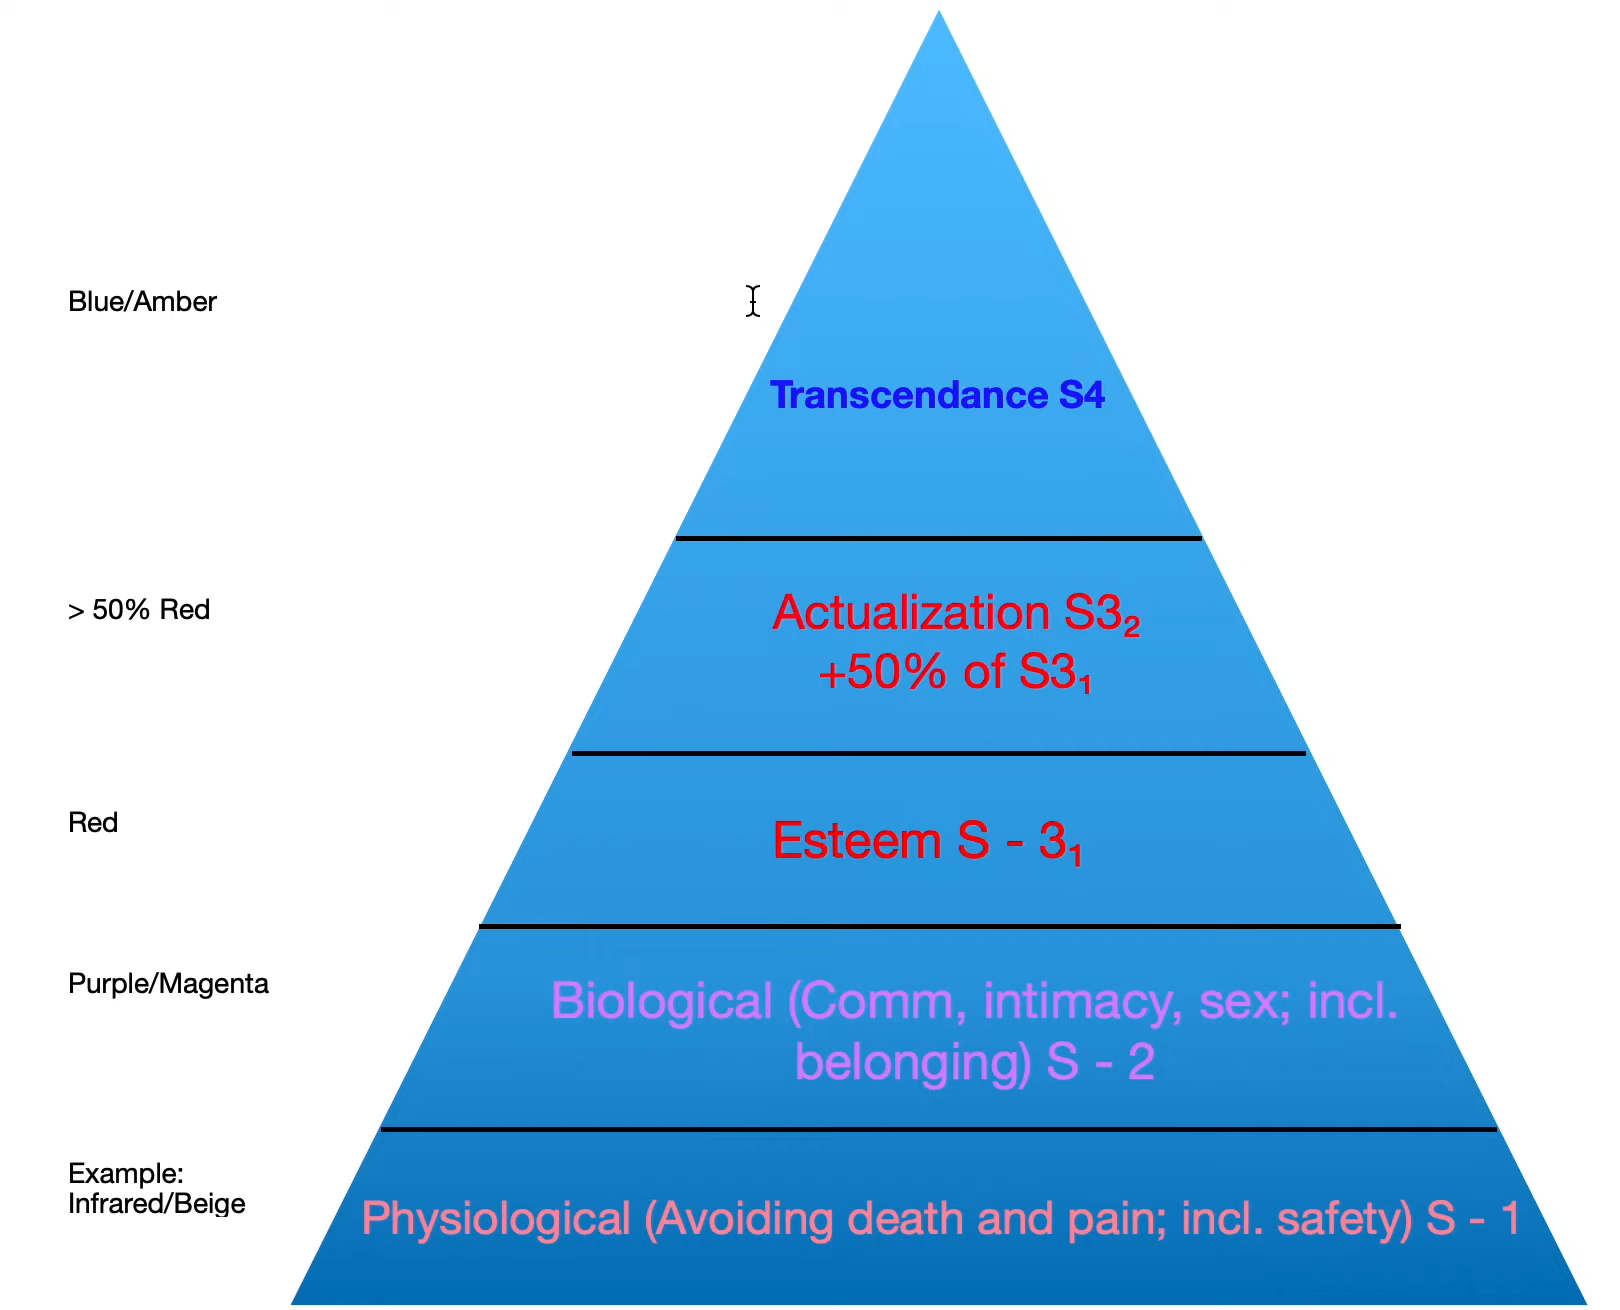 Blue/Amber
Transcendance S4
> 50% Red
Actualization S3₂
+50% of S3₁
Red
Esteem S - 3₁
Purple/Magenta
Biological (Comm, intimacy, sex; incl.
belonging) S - 2
Example:
Infrared/Beige
Physiological (Avoiding death and pain; incl. safety) S - 1